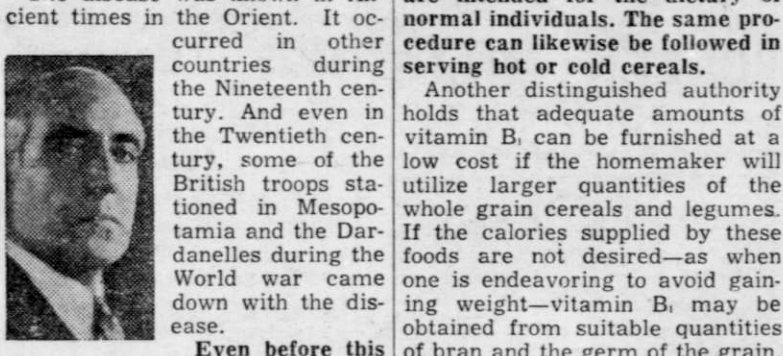 cient times in the Orient. It oc-
curred in other
countries during
the Nineteenth cen-
tury. And even in
the Twentieth cen-
tury, some of the
British troops sta-
tioned in Mesopo-
tamia and the Dar-
danelles during the
World war came
down with the dis-
ease.
Even before this
normal individuals. The same pro-
cedure can likewise be followed in
serving hot or cold cereals.
Another distinguished authority
holds that adequate amounts of
vitamin B₁ can be furnished at a
low cost if the homemaker will
utilize larger quantities of the
whole grain cereals and legumes.
If the calories supplied by these
foods are not desired—as when
one is endeavoring to avoid gain-
ing weight—vitamin B₁ may be
obtained from suitable quantities
of bran and the germ of the grain.